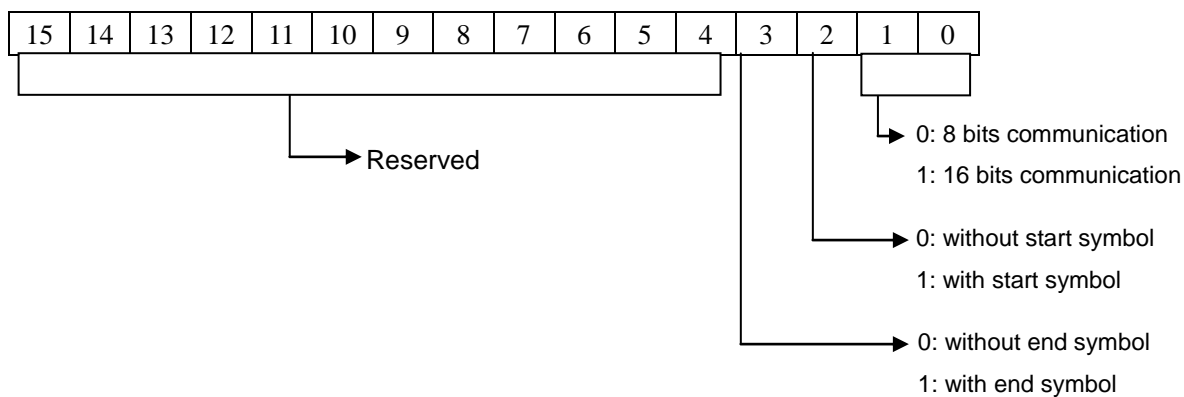 15 14 13 12 11 10 9 8 7 6 5 4 3 2 1 0
0: 8 bits communication
Reserved
1: 16 bits communication
0: without start symbol
1: with start symbol
0: without end symbol
1: with end symbol